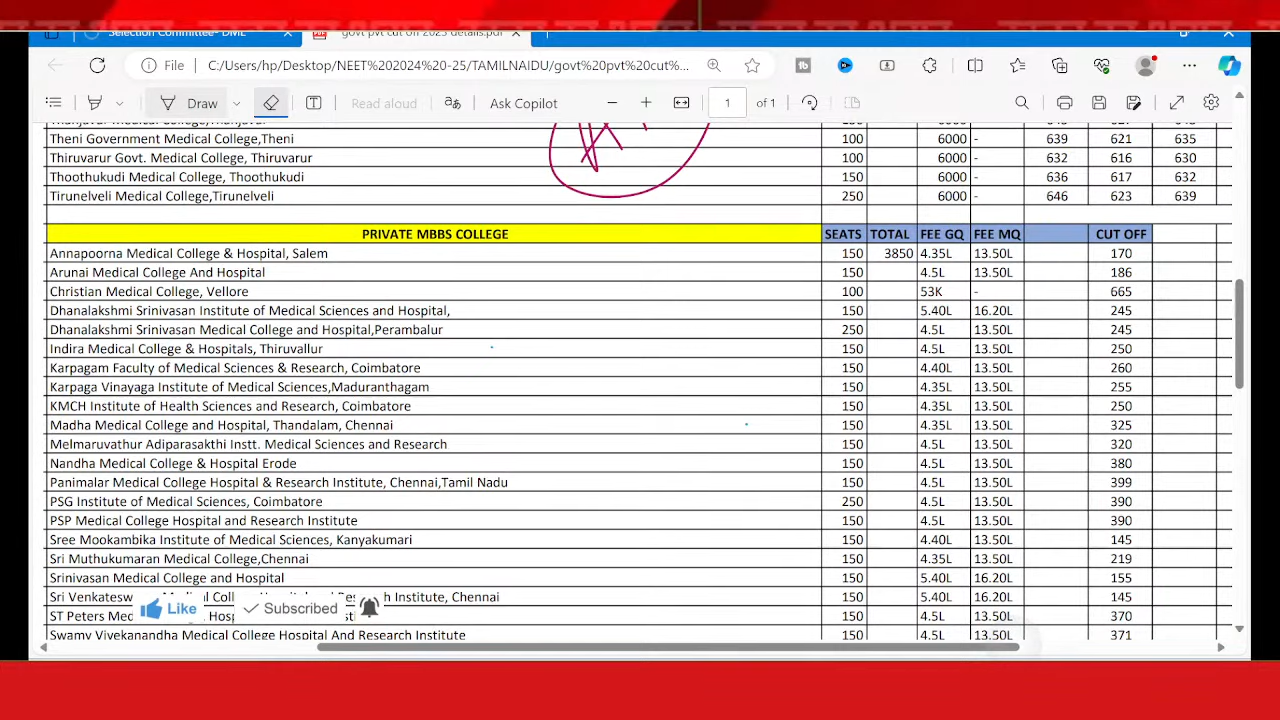 Selection Committee- DME
govt pvt cut off 2023 details.pdf
File C:/Users/hp/Desktop/NEET%202024%20-25/TAMILNAIDU/govt%20pvt%20cut%...
Draw Read aloud Ask Copilot 1 of 1
Theni Government Medical College,Theni 100 6000 - 639 621 635
Thiruvarur Govt. Medical College, Thiruvarur 100 6000 - 632 616 630
Thoothukudi Medical College, Thoothukudi 150 6000 - 636 617 632
Tirunelveli Medical College,Tirunelveli 250 6000 - 646 623 639
PRIVATE MBBS COLLEGE SEATS TOTAL FEE GQ FEE MQ CUT OFF
Annapoorna Medical College & Hospital, Salem 150 3850 4.35L 13.50L 170
Arunai Medical College And Hospital 150 4.5L 13.50L 186
Christian Medical College, Vellore 100 53K - 665
Dhanalakshmi Srinivasan Institute of Medical Sciences and Hospital, 150 5.40L 16.20L 245
Dhanalakshmi Srinivasan Medical College and Hospital,Perambalur 250 4.5L 13.50L 245
Indira Medical College & Hospitals, Thiruvallur 150 4.5L 13.50L 250
Karpagam Faculty of Medical Sciences & Research, Coimbatore 150 4.40L 13.50L 260
Karpaga Vinayaga Institute of Medical Sciences,Maduranthagam 150 4.35L 13.50L 255
KMCH Institute of Health Sciences and Research, Coimbatore 150 4.35L 13.50L 250
Madha Medical College and Hospital, Thandalam, Chennai 150 4.35L 13.50L 325
Melmaruvathur Adiparasakthi Instt. Medical Sciences and Research 150 4.5L 13.50L 320
Nandha Medical College & Hospital Erode 150 4.5L 13.50L 380
Panimalar Medical College Hospital & Research Institute, Chennai,Tamil Nadu 150 4.5L 13.50L 399
PSG Institute of Medical Sciences, Coimbatore 250 4.5L 13.50L 390
PSP Medical College Hospital and Research Institute 150 4.5L 13.50L 390
Sree Mookambika Institute of Medical Sciences, Kanyakumari 150 4.40L 13.50L 145
Sri Muthukumaran Medical College,Chennai 150 4.35L 13.50L 219
Srinivasan Medical College and Hospital 150 5.40L 16.20L 155
Sri Institute, Chennai 150 5.40L 16.20L 145
ST Peters 150 4.5L 13.50L 370
Swamy Vivekanandha Medical College Hospital And Research Institute 150 4.5L 13.50L 371
Like Subscribed